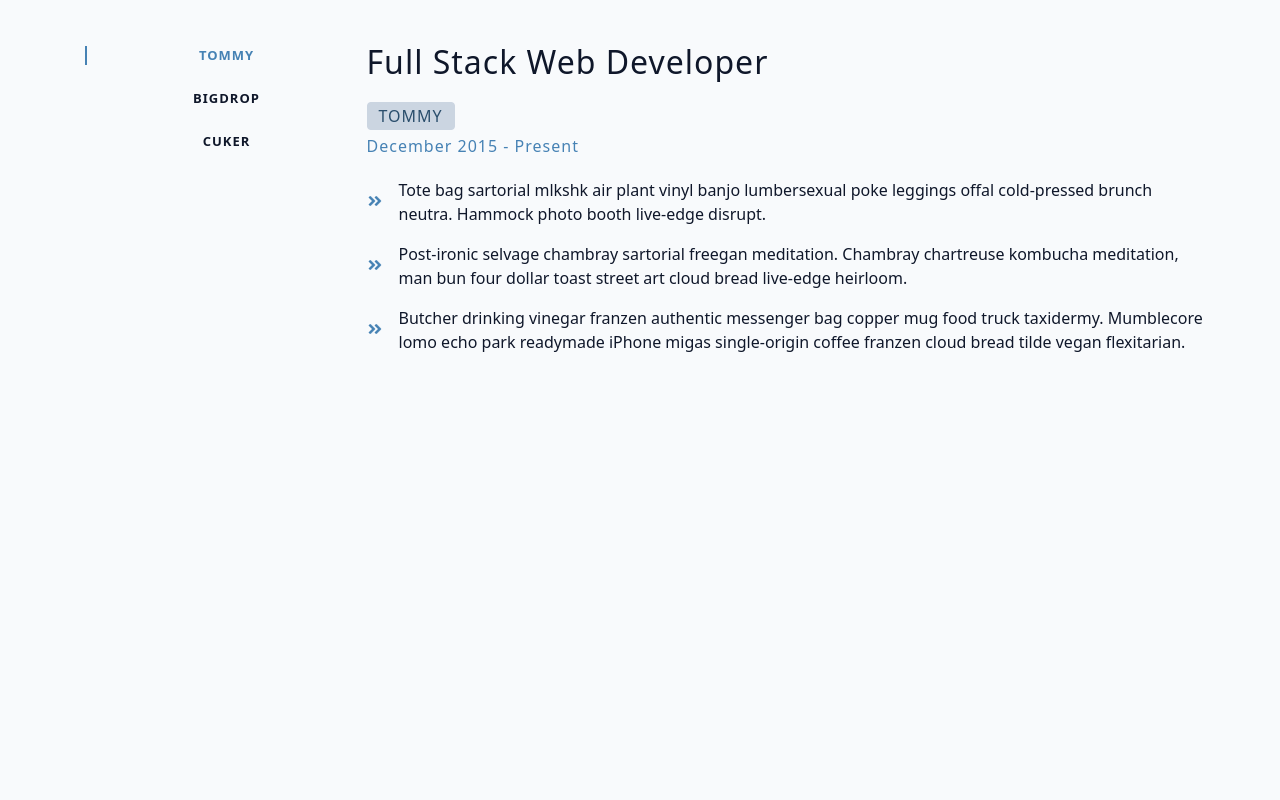 TOMMY
BIGDROP
CUKER
Full Stack Web Developer
TOMMY
December 2015 - Present
Tote bag sartorial mlkshk air plant vinyl banjo lumbersexual poke leggings offal cold-pressed brunch
neutra. Hammock photo booth live-edge disrupt.
Post-ironic selvage chambray sartorial freegan meditation. Chambray chartreuse kombucha meditation,
man bun four dollar toast street art cloud bread live-edge heirloom.
Butcher drinking vinegar franzen authentic messenger bag copper mug food truck taxidermy. Mumblecore
lomo echo park readymade iPhone migas single-origin coffee franzen cloud bread tilde vegan flexitarian.